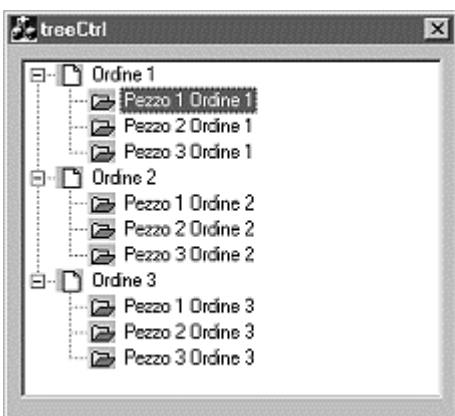 treeCtrl
Ordine 1
Pezzo 1 Ordine 1
Pezzo 2 Ordine 1
Pezzo 3 Ordine 1
Ordine 2
Pezzo 1 Ordine 2
Pezzo 2 Ordine 2
Pezzo 3 Ordine 2
Ordine 3
Pezzo 1 Ordine 3
Pezzo 2 Ordine 3
Pezzo 3 Ordine 3